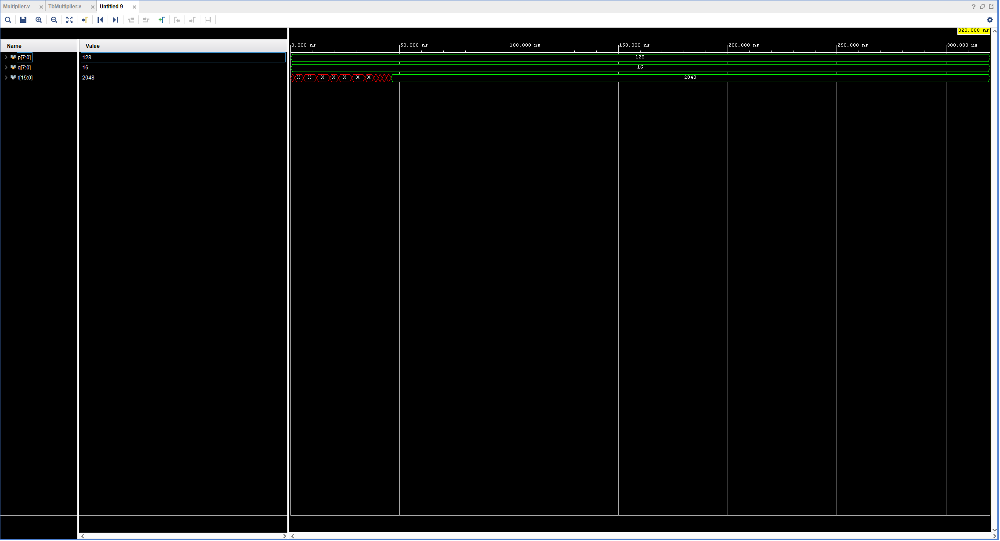 Multiplier.v TbMultiplier.v Untitled 9
320.000 ns
Name Value
0.000 ns 50.000 ns 100.000 ns 150.000 ns 200.000 ns 250.000 ns 300.000 ns
p[7:0] 128 128
q[7:0] 16 16
r[15:0] 2048 X X X X X X X 2048